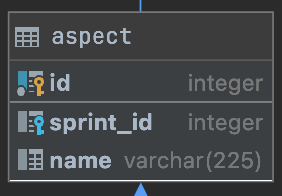 aspect
id integer
sprint_id integer
name varchar(225)